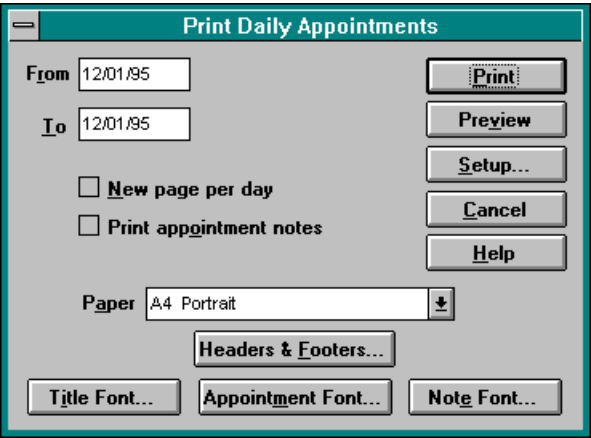 Print Daily Appointments
From 12/01/95
Print
To 12/01/95
Preview
Setup...
New page per day
Cancel
Print appointment notes
Help
Paper A4 Portrait
Headers & Footers...
Title Font... Appointment Font... Note Font...